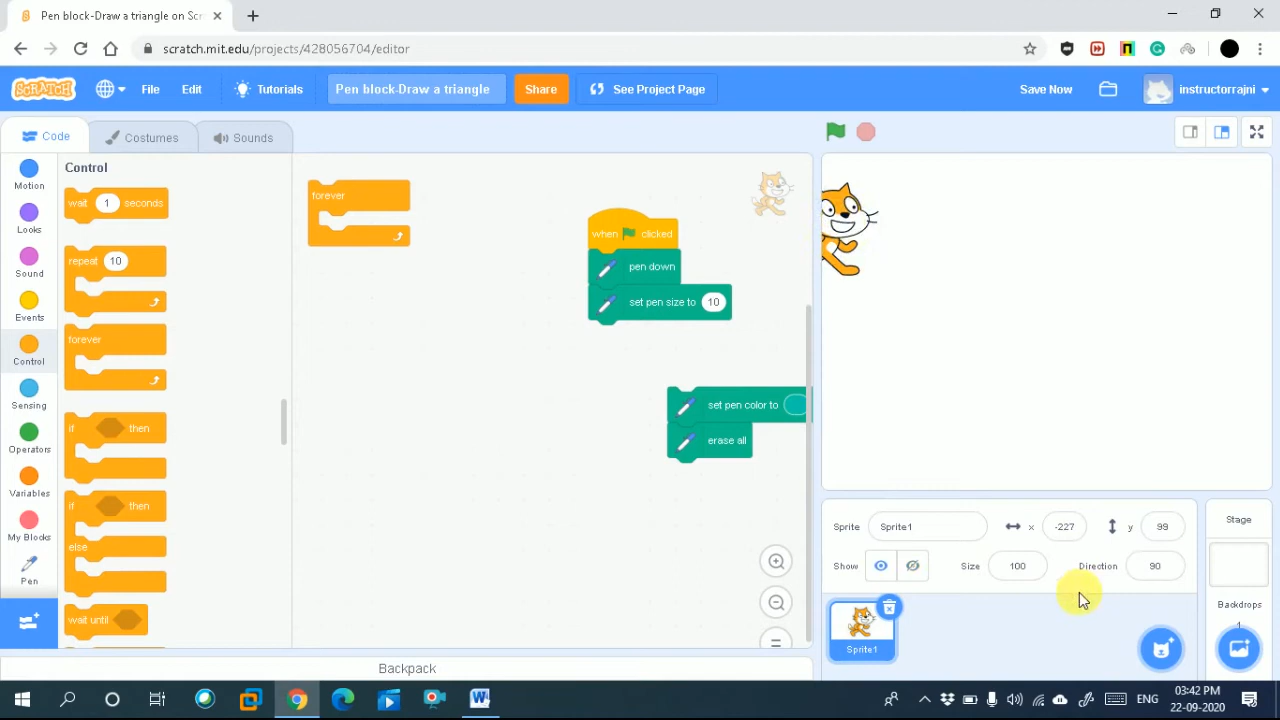 Pen block-Draw a triangle on Scr
scratch.mit.edu/projects/428056704/editor
SCRATCH
File
Edit
Tutorials
Pen block-Draw a triangle
Share
See Project Page
Save Now
instructorrajni
Code
Costumes
Sounds
Motion
Looks
Sound
Events
Control
Sensing
Operators
Variables
My Blocks
Pen
Control
wait 1 seconds
repeat 10
forever
if then
if then
else
wait until
forever
when clicked
pen down
set pen size to 10
set pen color to
erase all
Backpack
Sprite
Sprite1
x -227
y 99
Show
Size 100
Direction 90
Sprite1
Stage
Backdrops
1
ENG
03:42 PM
22-09-2020